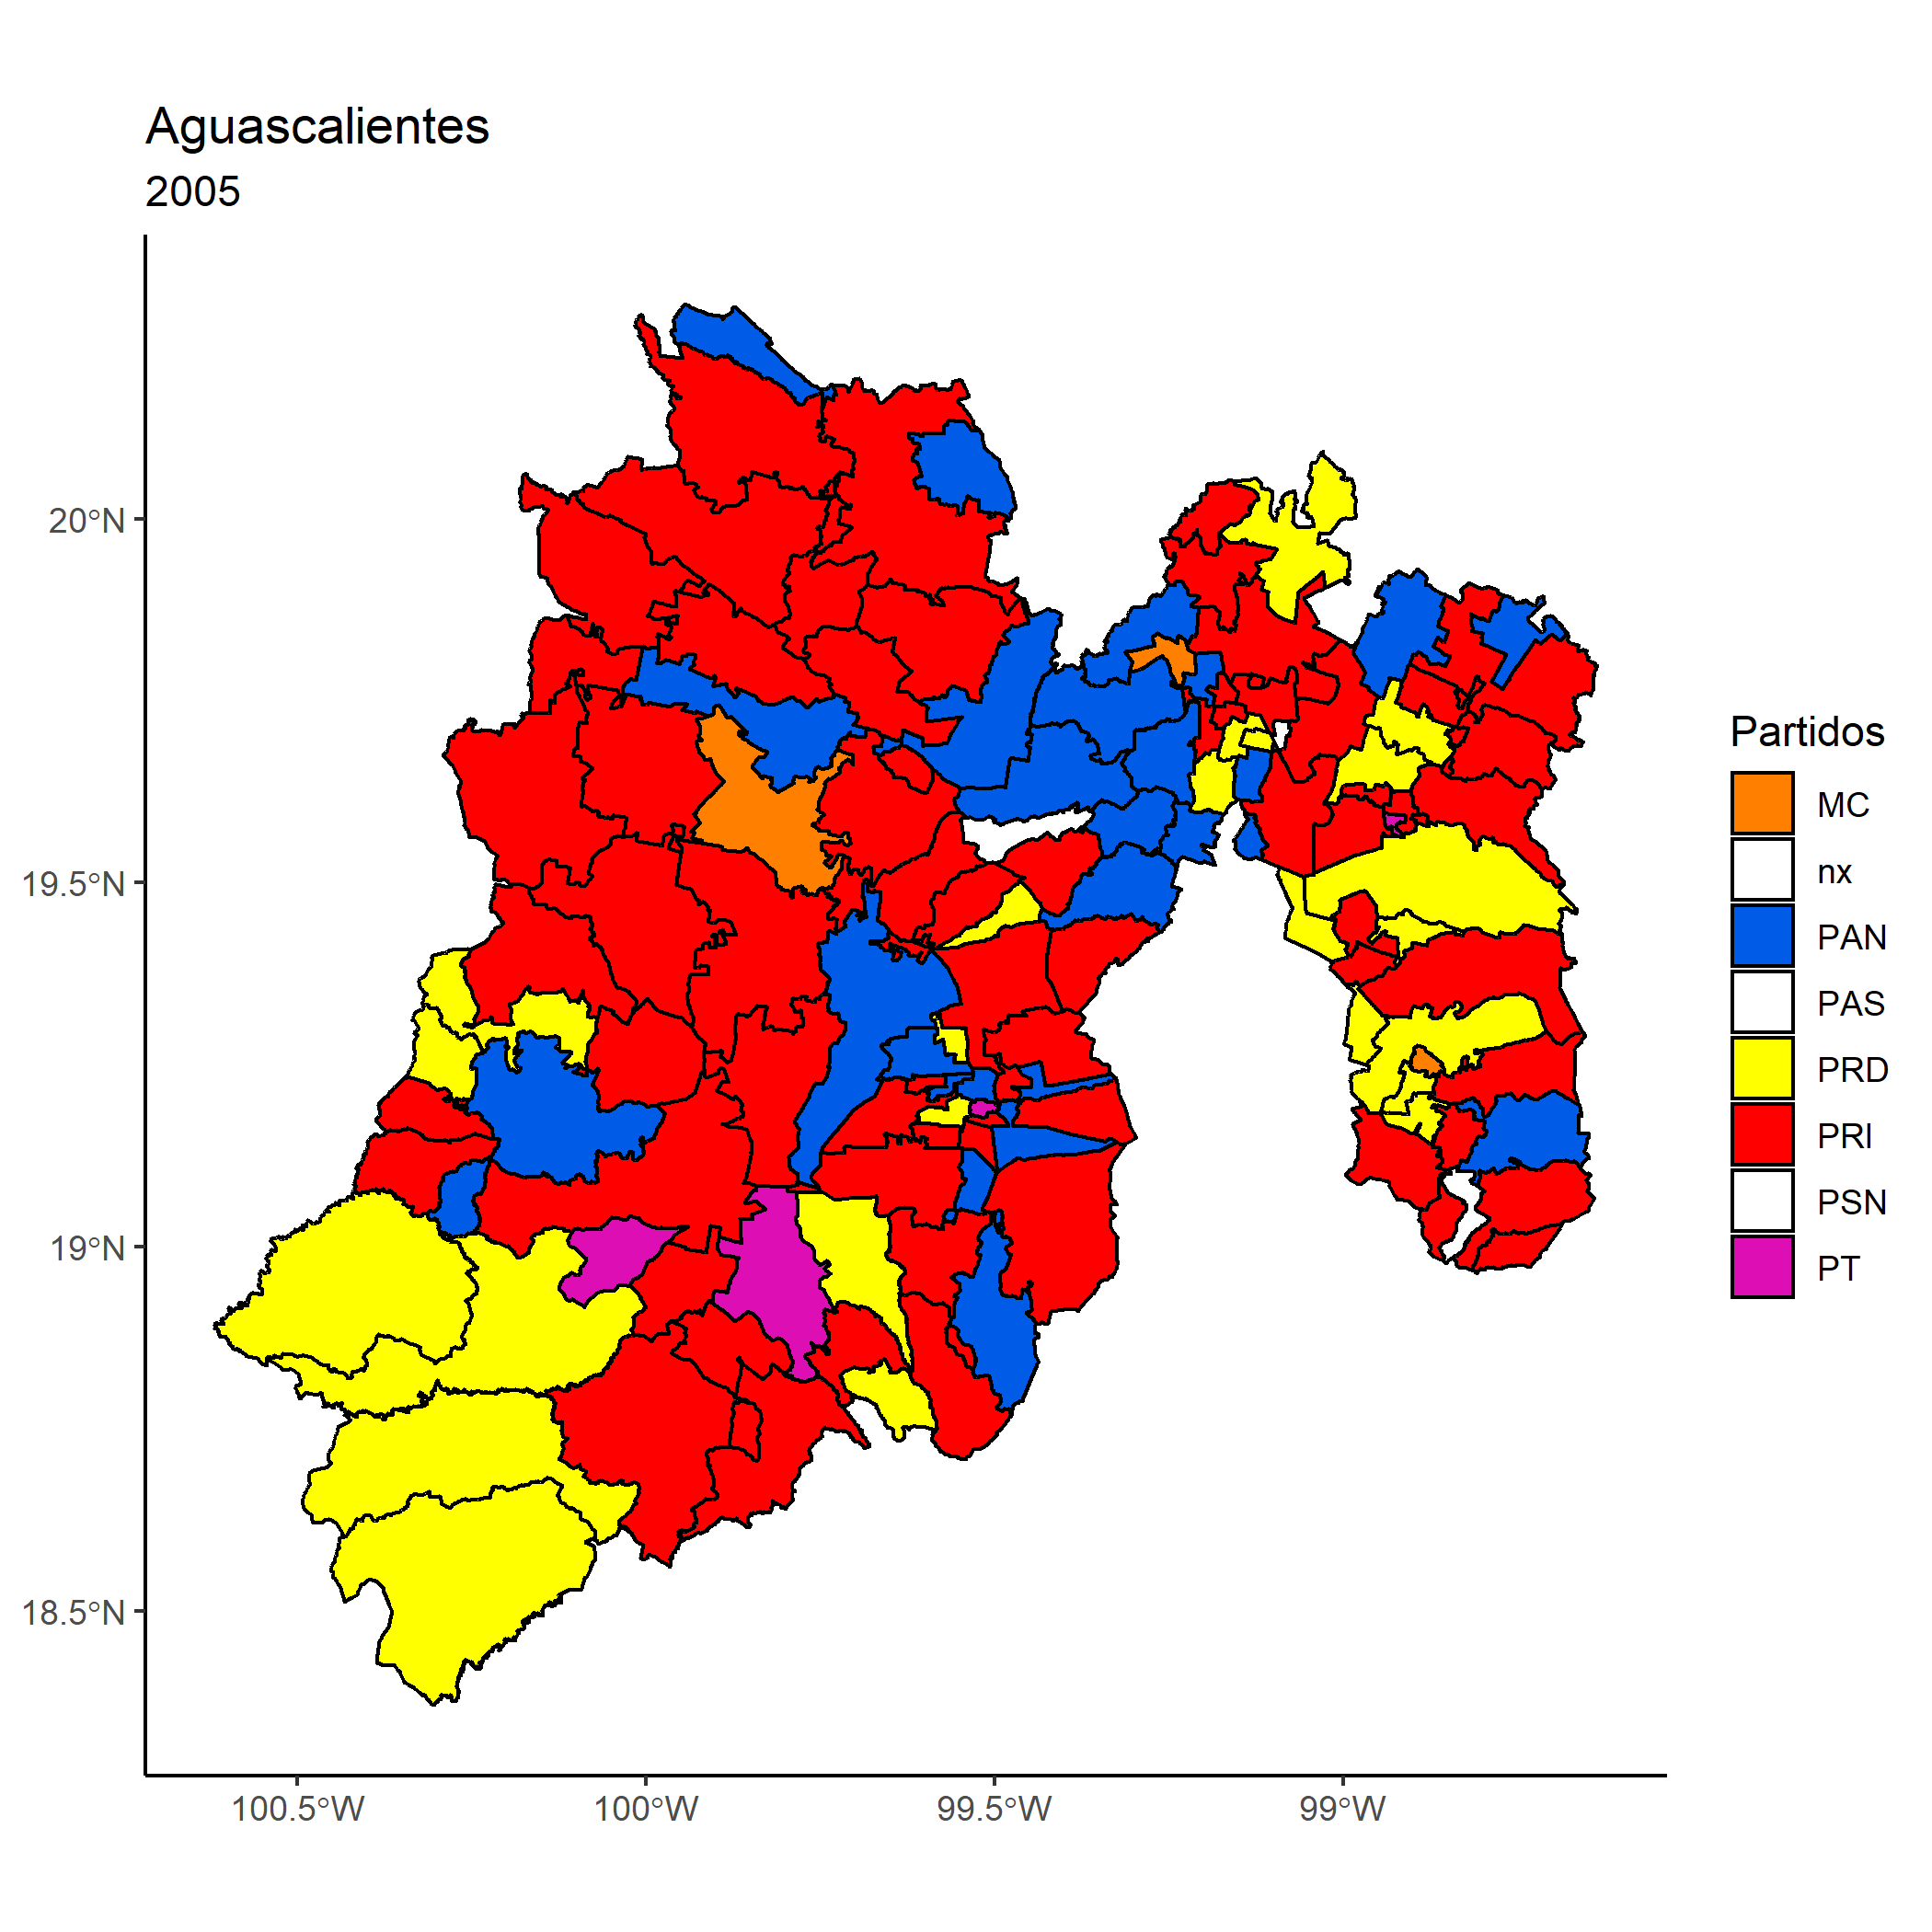 Aguascalientes
2005
20°N
19.5°N
19°N
18.5°N
100.5°W
100°W
99.5°W
99°W
Partidos
MC
nx
PAN
PAS
PRD
PRI
PSN
PT